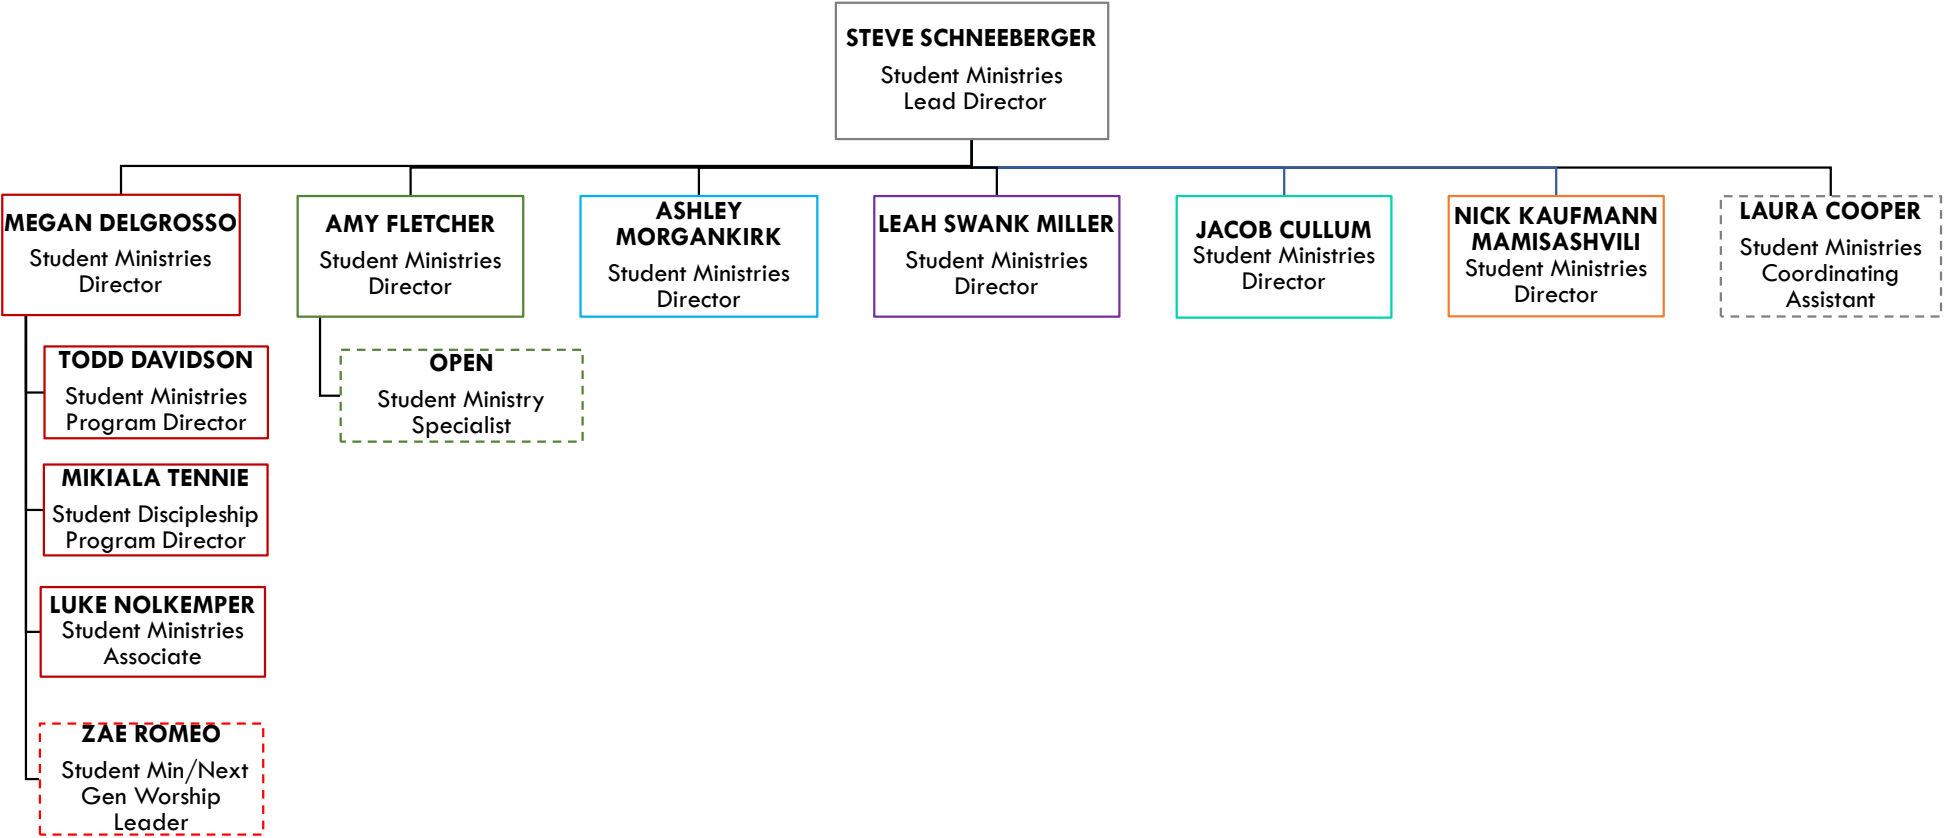 STEVE SCHNEEBERGER
Student Ministries
Lead Director
MEGAN DELGROSSO
Student Ministries
Director
AMY FLETCHER
Student Ministries
Director
ASHLEY
MORGANKIRK
Student Ministries
Director
LEAH SWANK MILLER
Student Ministries
Director
JACOB CULLUM
Student Ministries
Director
NICK KAUFMANN
MAMISASHVILI
Student Ministries
Director
LAURA COOPER
Student Ministries
Coordinating
Assistant
TODD DAVIDSON
Student Ministries
Program Director
OPEN
Student Ministry
Specialist
MIKIALA TENNIE
Student Discipleship
Program Director
LUKE NOLKEMPER
Student Ministries
Associate
ZAE ROMEO
Student Min/Next
Gen Worship
Leader